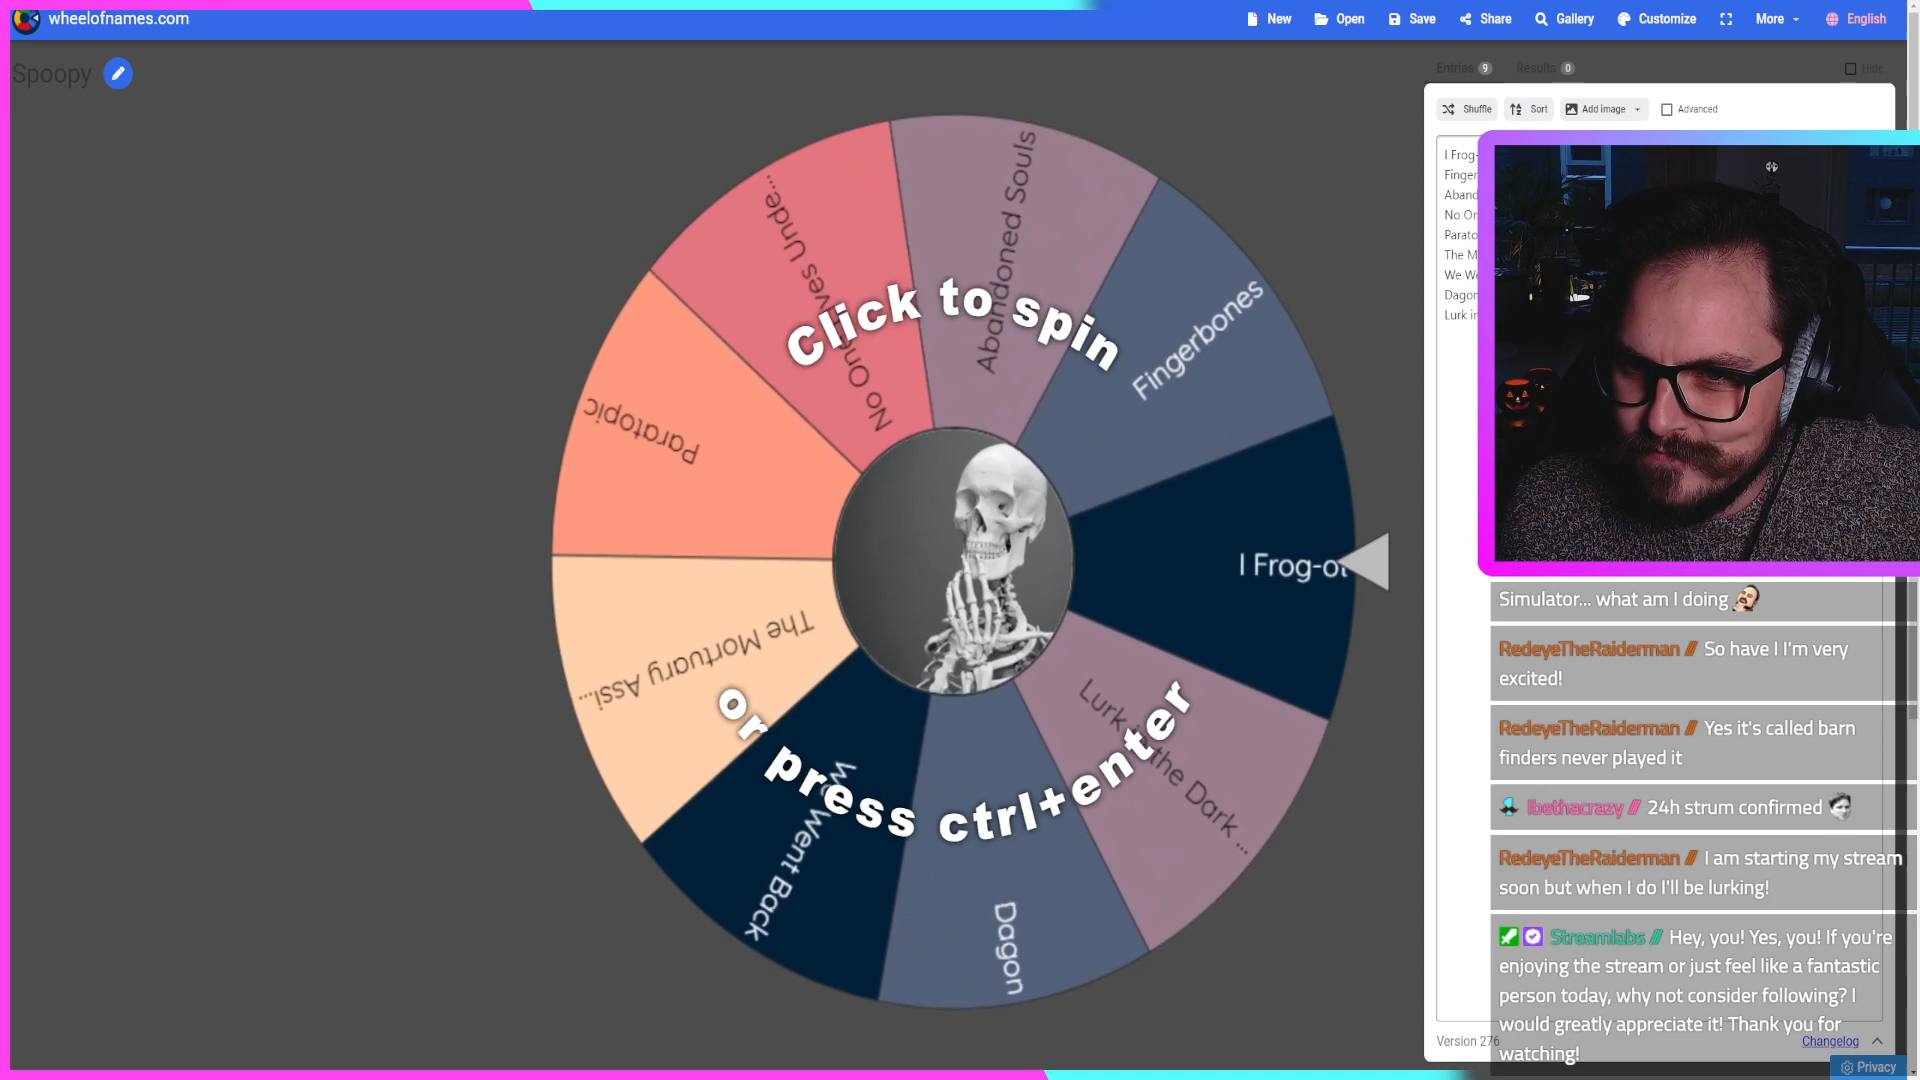 wheelofnames.com
New
Open
Save
Share
Gallery
Customize
More
English
Spoopy
Entries 9
Results 0
Hide
Shuffle
Sort
Add image
Advanced
I Frog-
Finger
Aband
No On
Parato
The M
We We
Dagon
Lurk in
Click to spin
or press ctrl+enter
Abandoned Souls
Fingerbones
I Frog-ot
Lurk in the Dark ...
Dagon
We Went Back
The Mortuary Assi...
Paratopic
No One Lives Unde...
Simulator... what am I doing
RedeyeTheRaiderman // So have I I'm very
excited!
RedeyeTheRaiderman // Yes it's called barn
finders never played it
lbethacrazy // 24h strum confirmed
RedeyeTheRaiderman // I am starting my stream
soon but when I do I'll be lurking!
Streamlabs // Hey, you! Yes, you! If you're
enjoying the stream or just feel like a fantastic
person today, why not consider following? I
would greatly appreciate it! Thank you for
watching!
Version 276
Changelog
Privacy